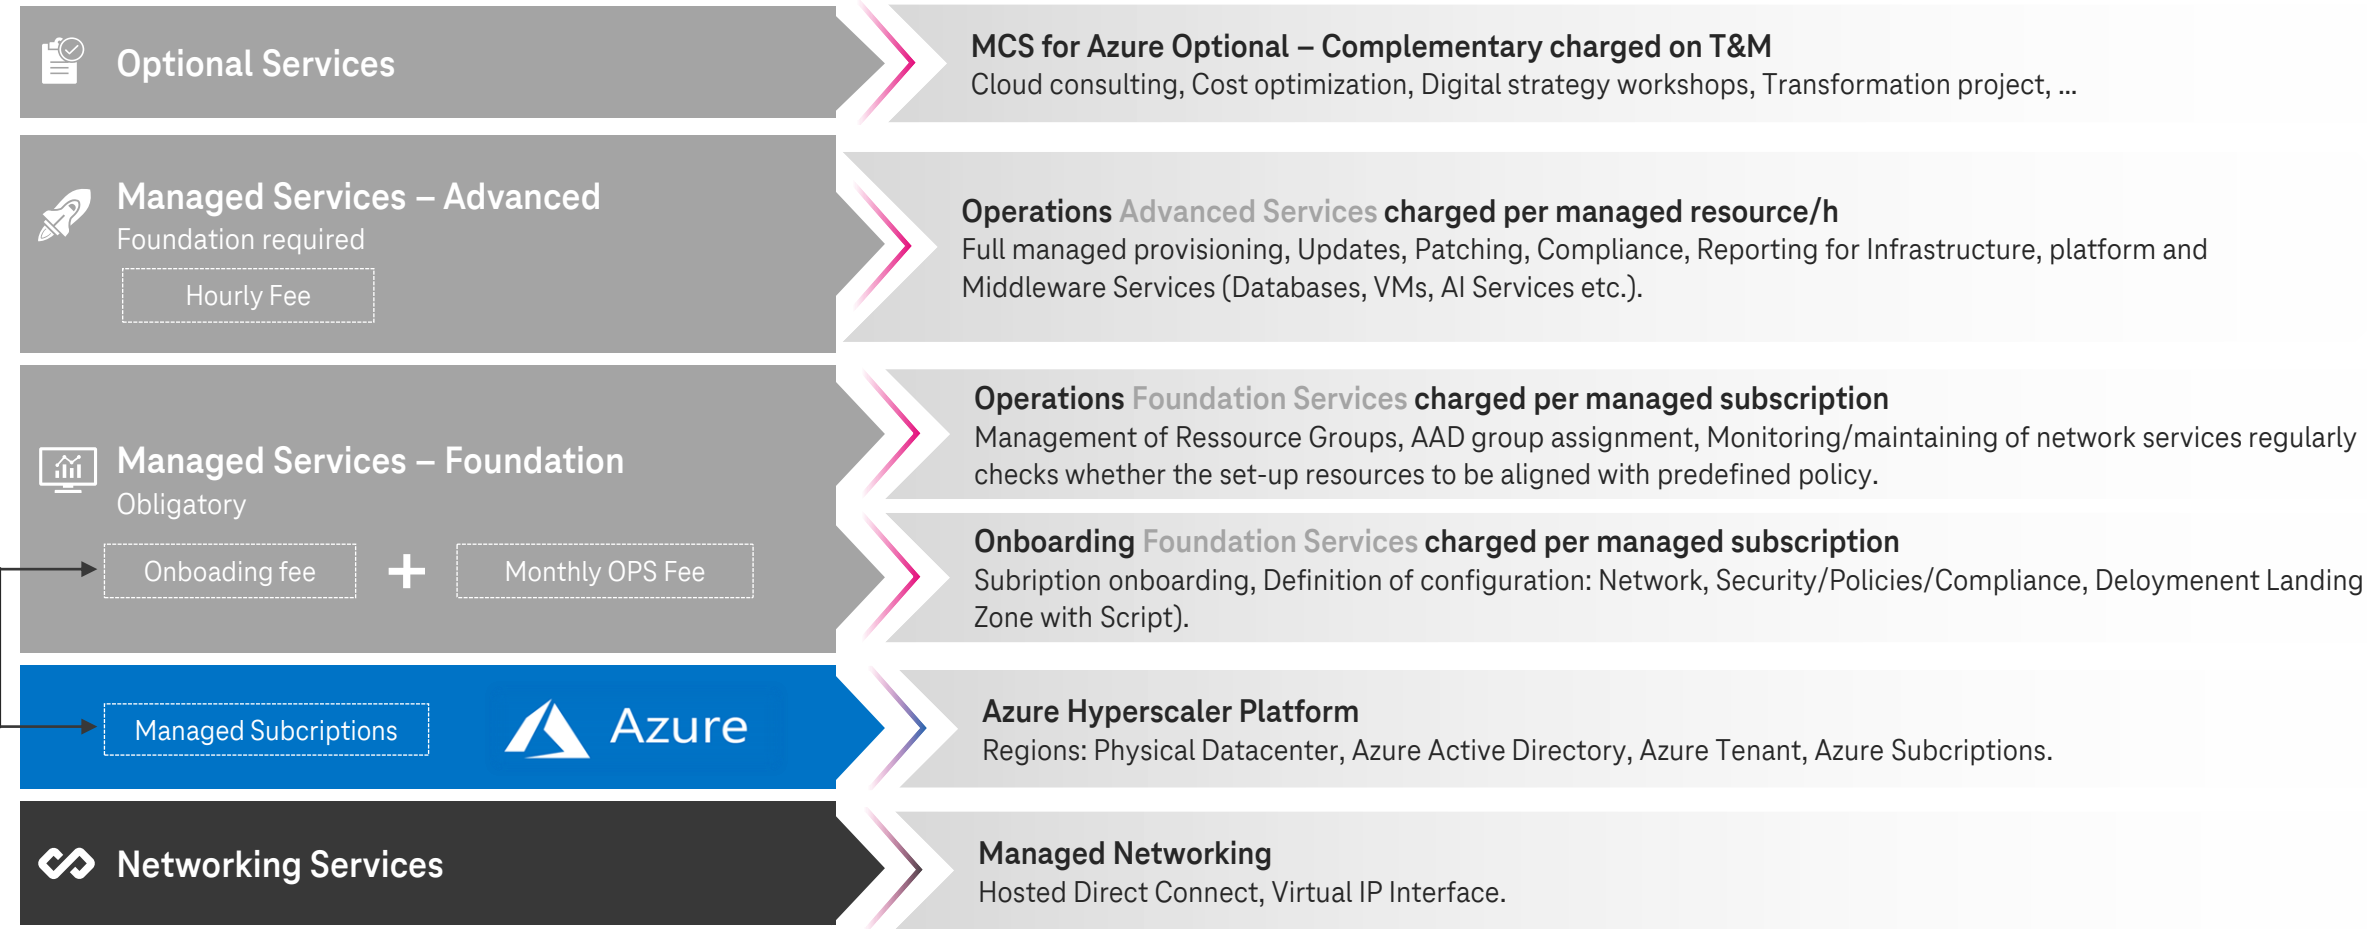 Optional Services
MCS for Azure Optional – Complementary charged on T&M
Cloud consulting, Cost optimization, Digital strategy workshops, Transformation project, ...
Managed Services – Advanced
Foundation required
Hourly Fee
Operations Advanced Services charged per managed resource/h
Full managed provisioning, Updates, Patching, Compliance, Reporting for Infrastructure, platform and
Middleware Services (Databases, VMs, AI Services etc.).
Managed Services – Foundation
Obligatory
Onboading fee + Monthly OPS Fee
Operations Foundation Services charged per managed subscription
Management of Ressource Groups, AAD group assignment, Monitoring/maintaining of network services regularly
checks whether the set-up resources to be aligned with predefined policy.
Onboarding Foundation Services charged per managed subscription
Subription onboarding, Definition of configuration: Network, Security/Policies/Compliance, Deloymenent Landing
Zone with Script).
Managed Subcriptions
Azure
Azure Hyperscaler Platform
Regions: Physical Datacenter, Azure Active Directory, Azure Tenant, Azure Subcriptions.
Networking Services
Managed Networking
Hosted Direct Connect, Virtual IP Interface.